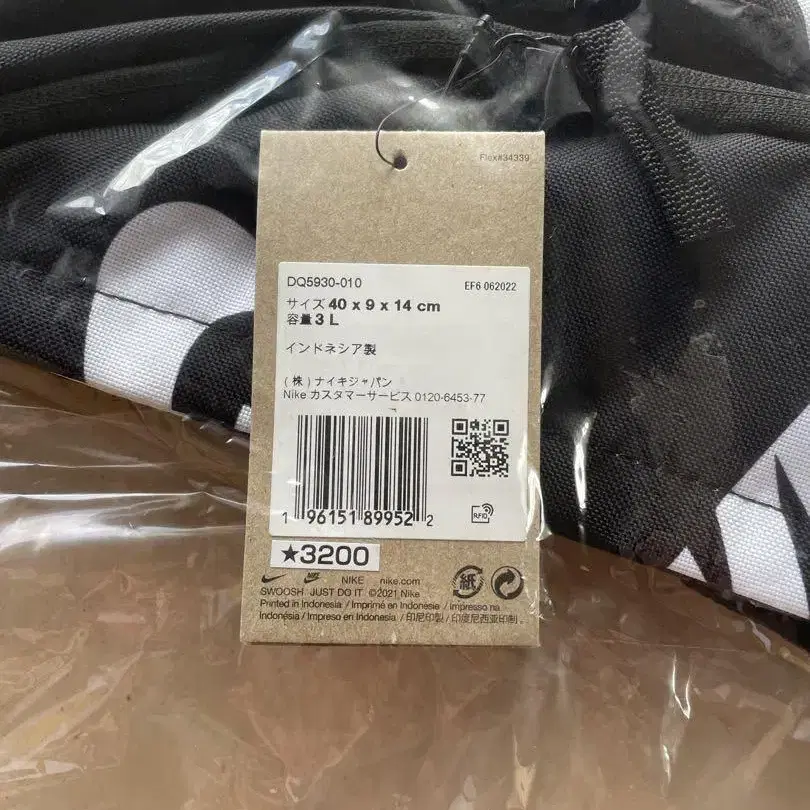 Flex#34339
DQ5930-010 EF6 062022
サイズ 40 x 9 x 14 cm
容量 3 L
インドネシア製
(株)ナイキジャパン
Nike カスタマーサービス 0120-6453-77
1 96151 89952 2
RFID
★3200
NIKE nike.com
SWOOSH JUST DO IT ©2021 Nike
Printed in Indonesia / Imprimé en Indonésie / Impresso na
Indonésia / Impreso en Indonesia / 印尼印製 / 印度尼西亚印制.
紙